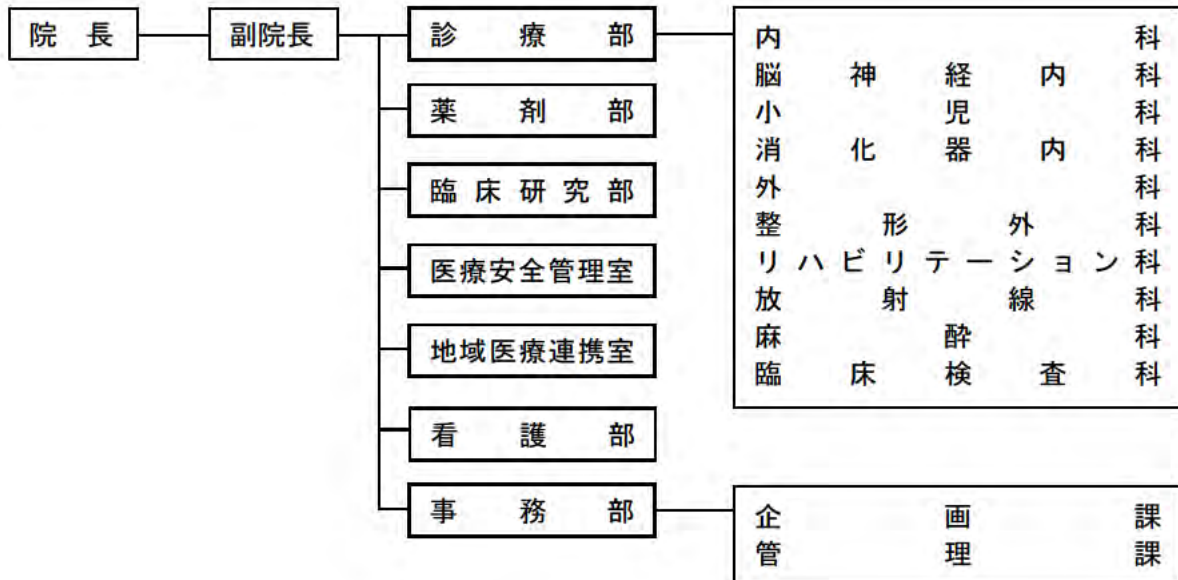 院長
副院長
診療部
薬剤部
臨床研究部
医療安全管理室
地域医療連携室
看護部
事務部
内科
脳神経内科
小児科
消化器内科
外科
整形外科
リハビリテーション科
放射線科
麻酔科
臨床検査科
企画課
管理課